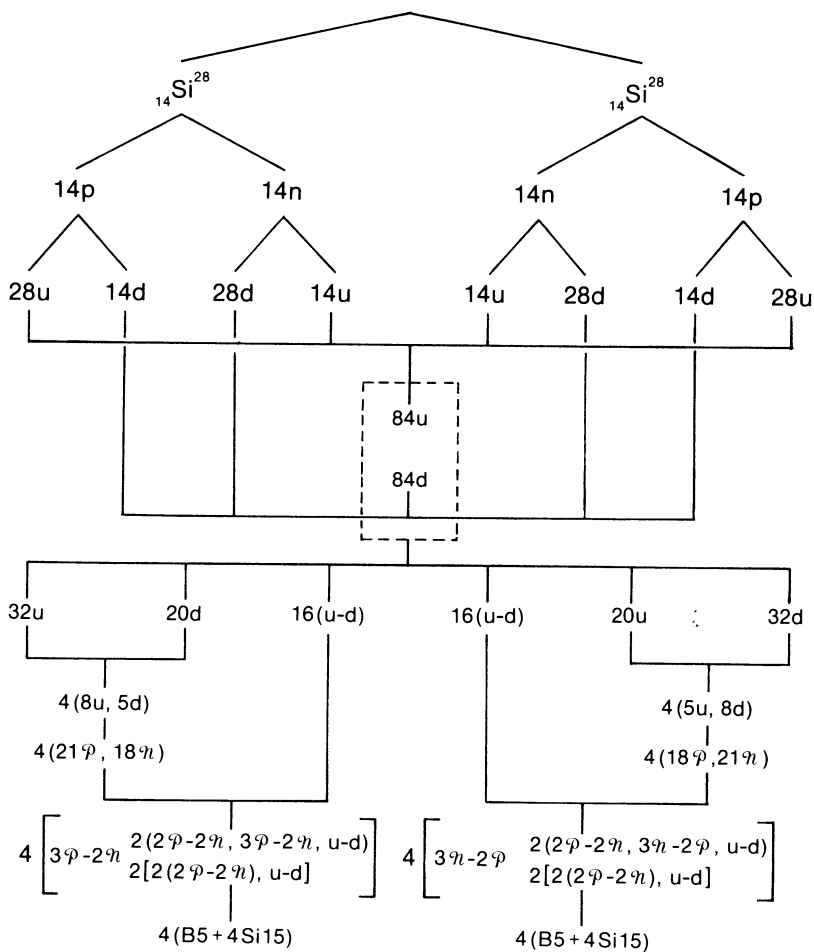 ₁₄Si²⁸ ₁₄Si²⁸
14p 14n 14n 14p
28u 14d 28d 14u 14u 28d 14d 28u
84u
84d
32u 20d 16(u-d) 16(u-d) 20u 32d
4(8u, 5d) 4(5u, 8d)
4(21𝒫, 18𝓃) 4(18𝒫,21𝓃)
4 [ 3𝒫-2𝓃 2(2𝒫-2𝓃, 3𝒫-2𝓃, u-d) ] 4 [ 3𝓃-2𝒫 2(2𝒫-2𝓃, 3𝓃-2𝒫, u-d) ]
2[2(2𝒫-2𝓃), u-d] 2[2(2𝒫-2𝓃), u-d]
4(B5+4Si15) 4(B5+4Si15)